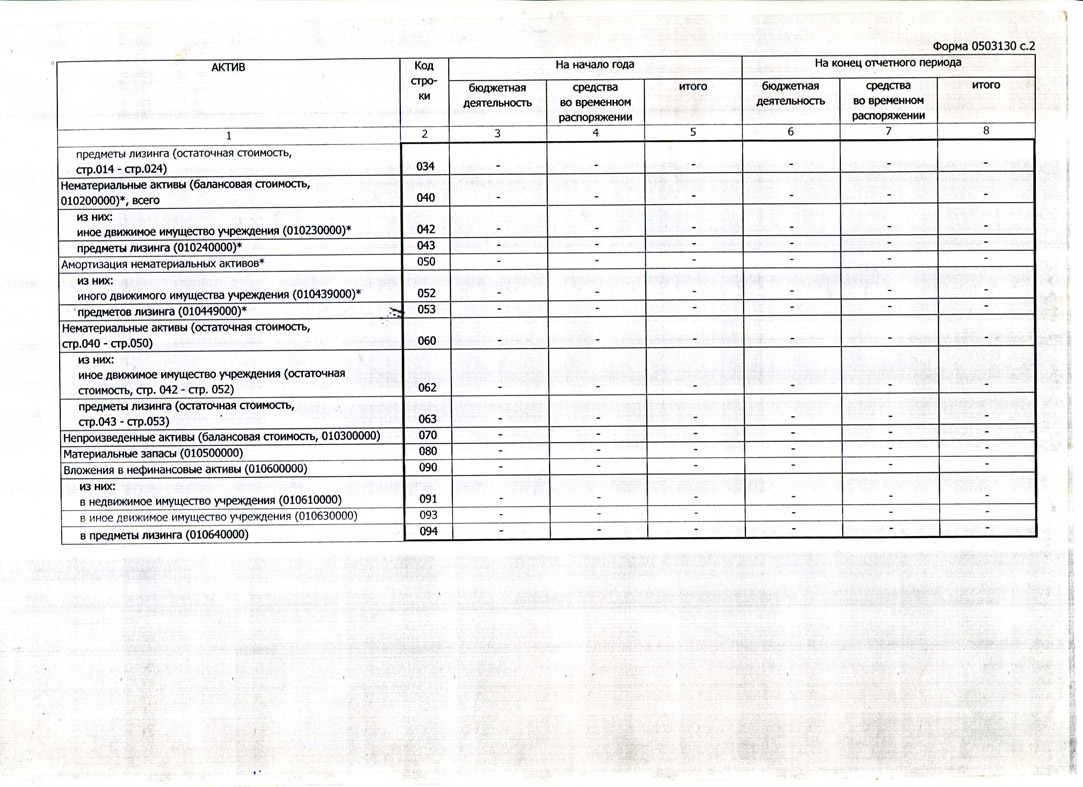 Форма 0503130 с.2
АКТИВ
Код
стро-
ки
На начало года
На конец отчетного периода
бюджетная
деятельность
средства
во временном
распоряжении
итого
бюджетная
деятельность
средства
во временном
распоряжении
итого
1 2 3 4 5 6 7 8
предметы лизинга (остаточная стоимость,
стр.014 - стр.024) 034 - - - - - -
Нематериальные активы (балансовая стоимость,
010200000)*, всего 040 - - - - - -
из них:
иное движимое имущество учреждения (010230000)* 042 - - - - - -
предметы лизинга (010240000)* 043 - - - - - -
Амортизация нематериальных активов* 050 - - - - - -
из них:
иного движимого имущества учреждения (010439000)* 052 - - - - - -
предметов лизинга (010449000)* 053 - - - - - -
Нематериальные активы (остаточная стоимость,
стр.040 - стр.050) 060 - - - - - -
из них:
иное движимое имущество учреждения (остаточная
стоимость, стр. 042 - стр. 052) 062 - - - - - -
предметы лизинга (остаточная стоимость,
стр.043 - стр.053) 063 - - - - - -
Непроизведенные активы (балансовая стоимость, 010300000) 070 - - - - - -
Материальные запасы (010500000) 080 - - - - - -
Вложения в нефинансовые активы (010600000) 090 - - - - - -
из них:
в недвижимое имущество учреждения (010610000) 091 - - - - - -
в иное движимое имущество учреждения (010630000) 093 - - - - - -
в предметы лизинга (010640000) 094 - - - - - -